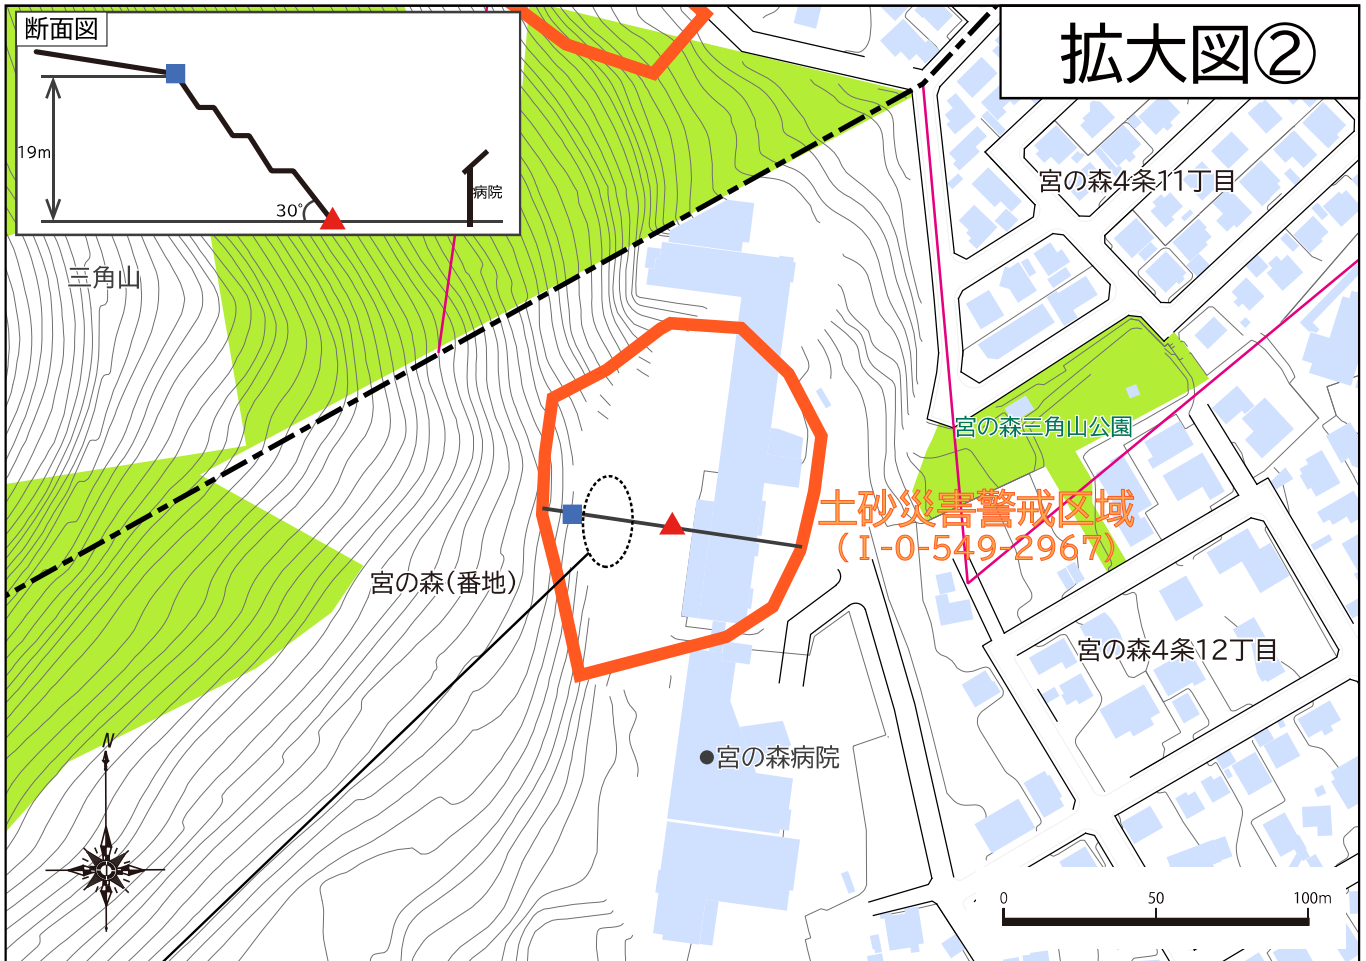 断面図
拡大図②
19m
30°
病院
宮の森4条11丁目
三角山
宮の森三角山公園
土砂災害警戒区域
（Ⅰ-0-549-2967）
宮の森（番地）
宮の森4条12丁目
N
宮の森病院
0 50 100m